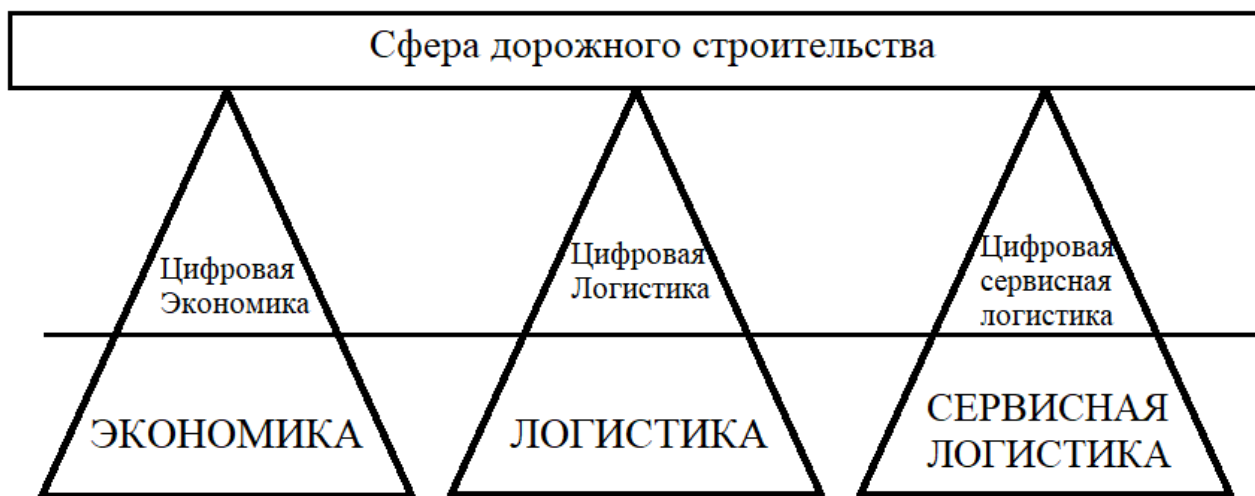 Сфера дорожного строительства
Цифровая
Экономика
Цифровая
Логистика
Цифровая
сервисная
логистика
ЭКОНОМИКА
ЛОГИСТИКА
СЕРВИСНАЯ
ЛОГИСТИКА